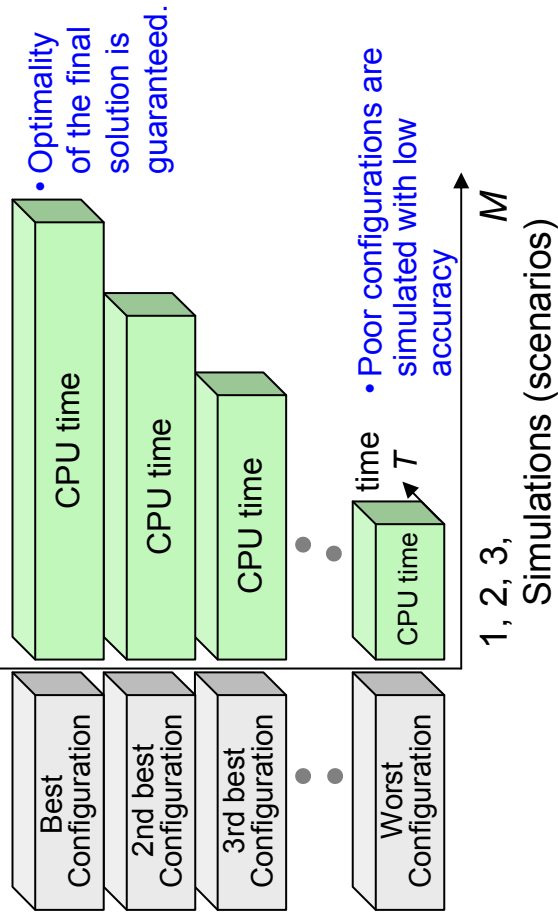 Best
Configuration
CPU time
• Optimality
of the final
solution is
guaranteed.
2nd best
Configuration
CPU time
3rd best
Configuration
CPU time
Worst
Configuration
CPU time
time
T
• Poor configurations are
simulated with low
accuracy
1, 2, 3,
M
Simulations (scenarios)